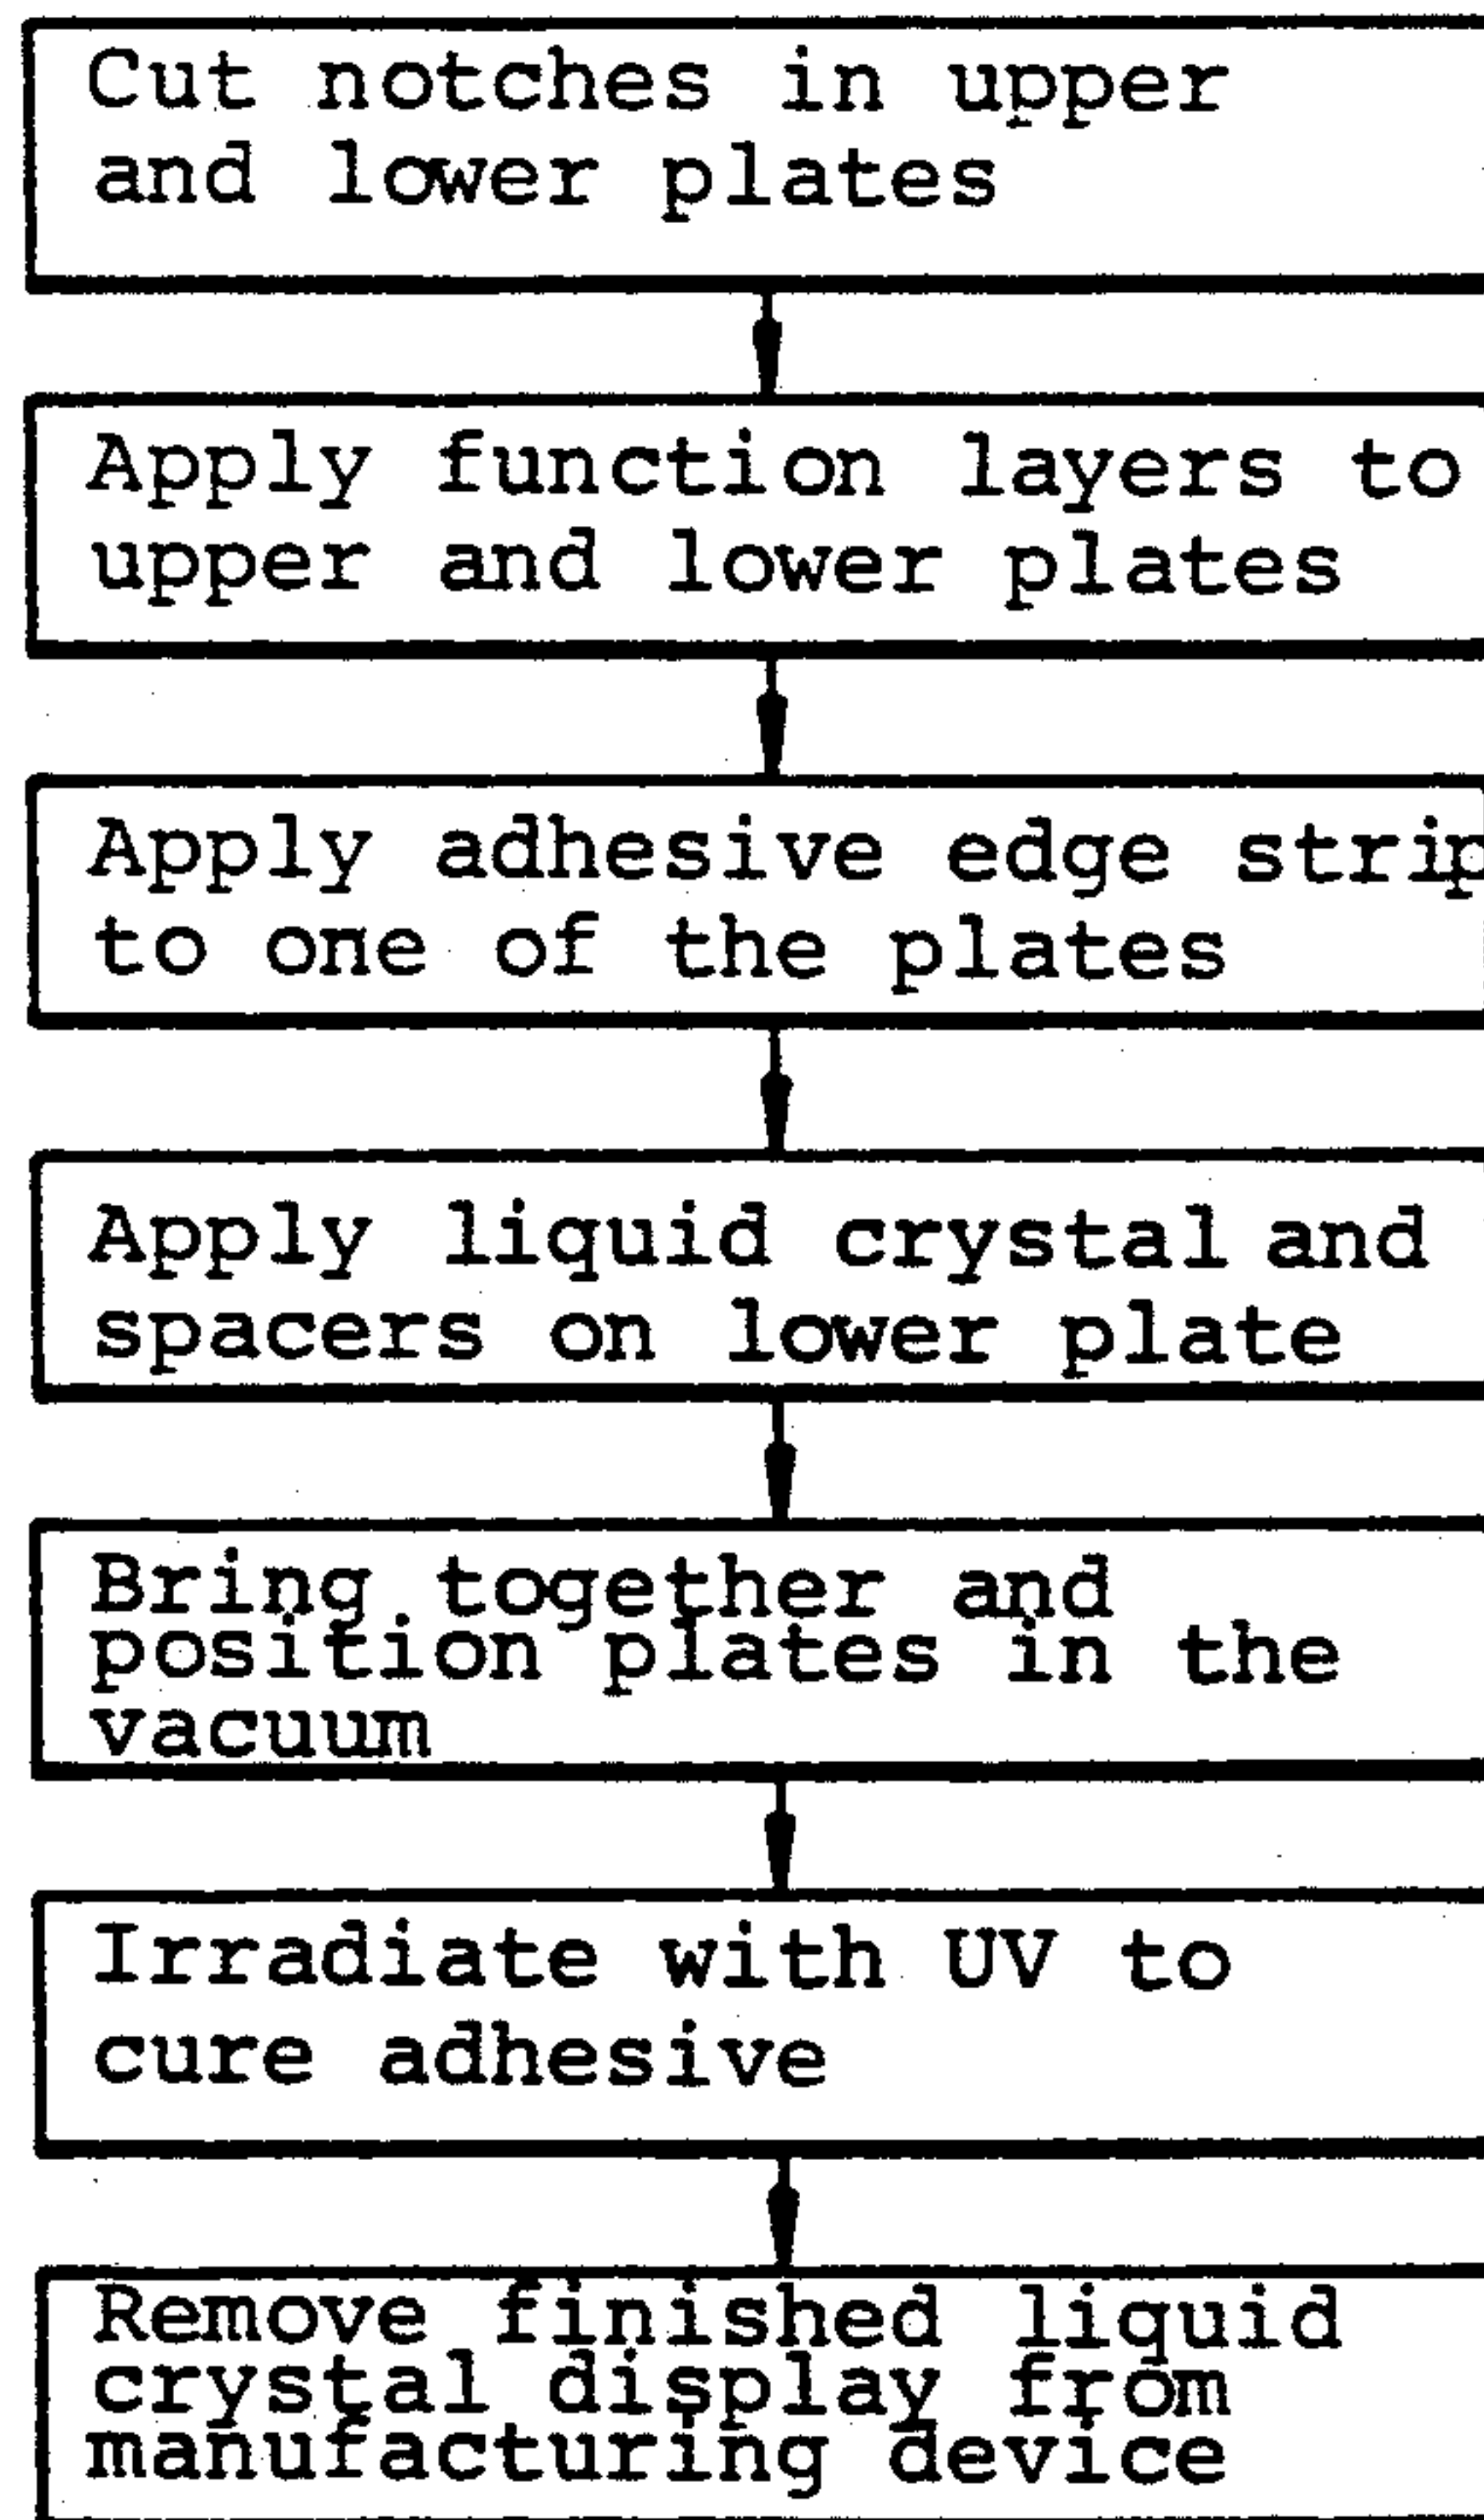 Cut notches in upper
and lower plates
Apply function layers to
upper and lower plates
Apply adhesive edge strip
to one of the plates
Apply liquid crystal and
spacers on lower plate
Bring together and
position plates in the
vacuum
Irradiate with UV to
cure adhesive
Remove finished liquid
crystal display from
manufacturing device